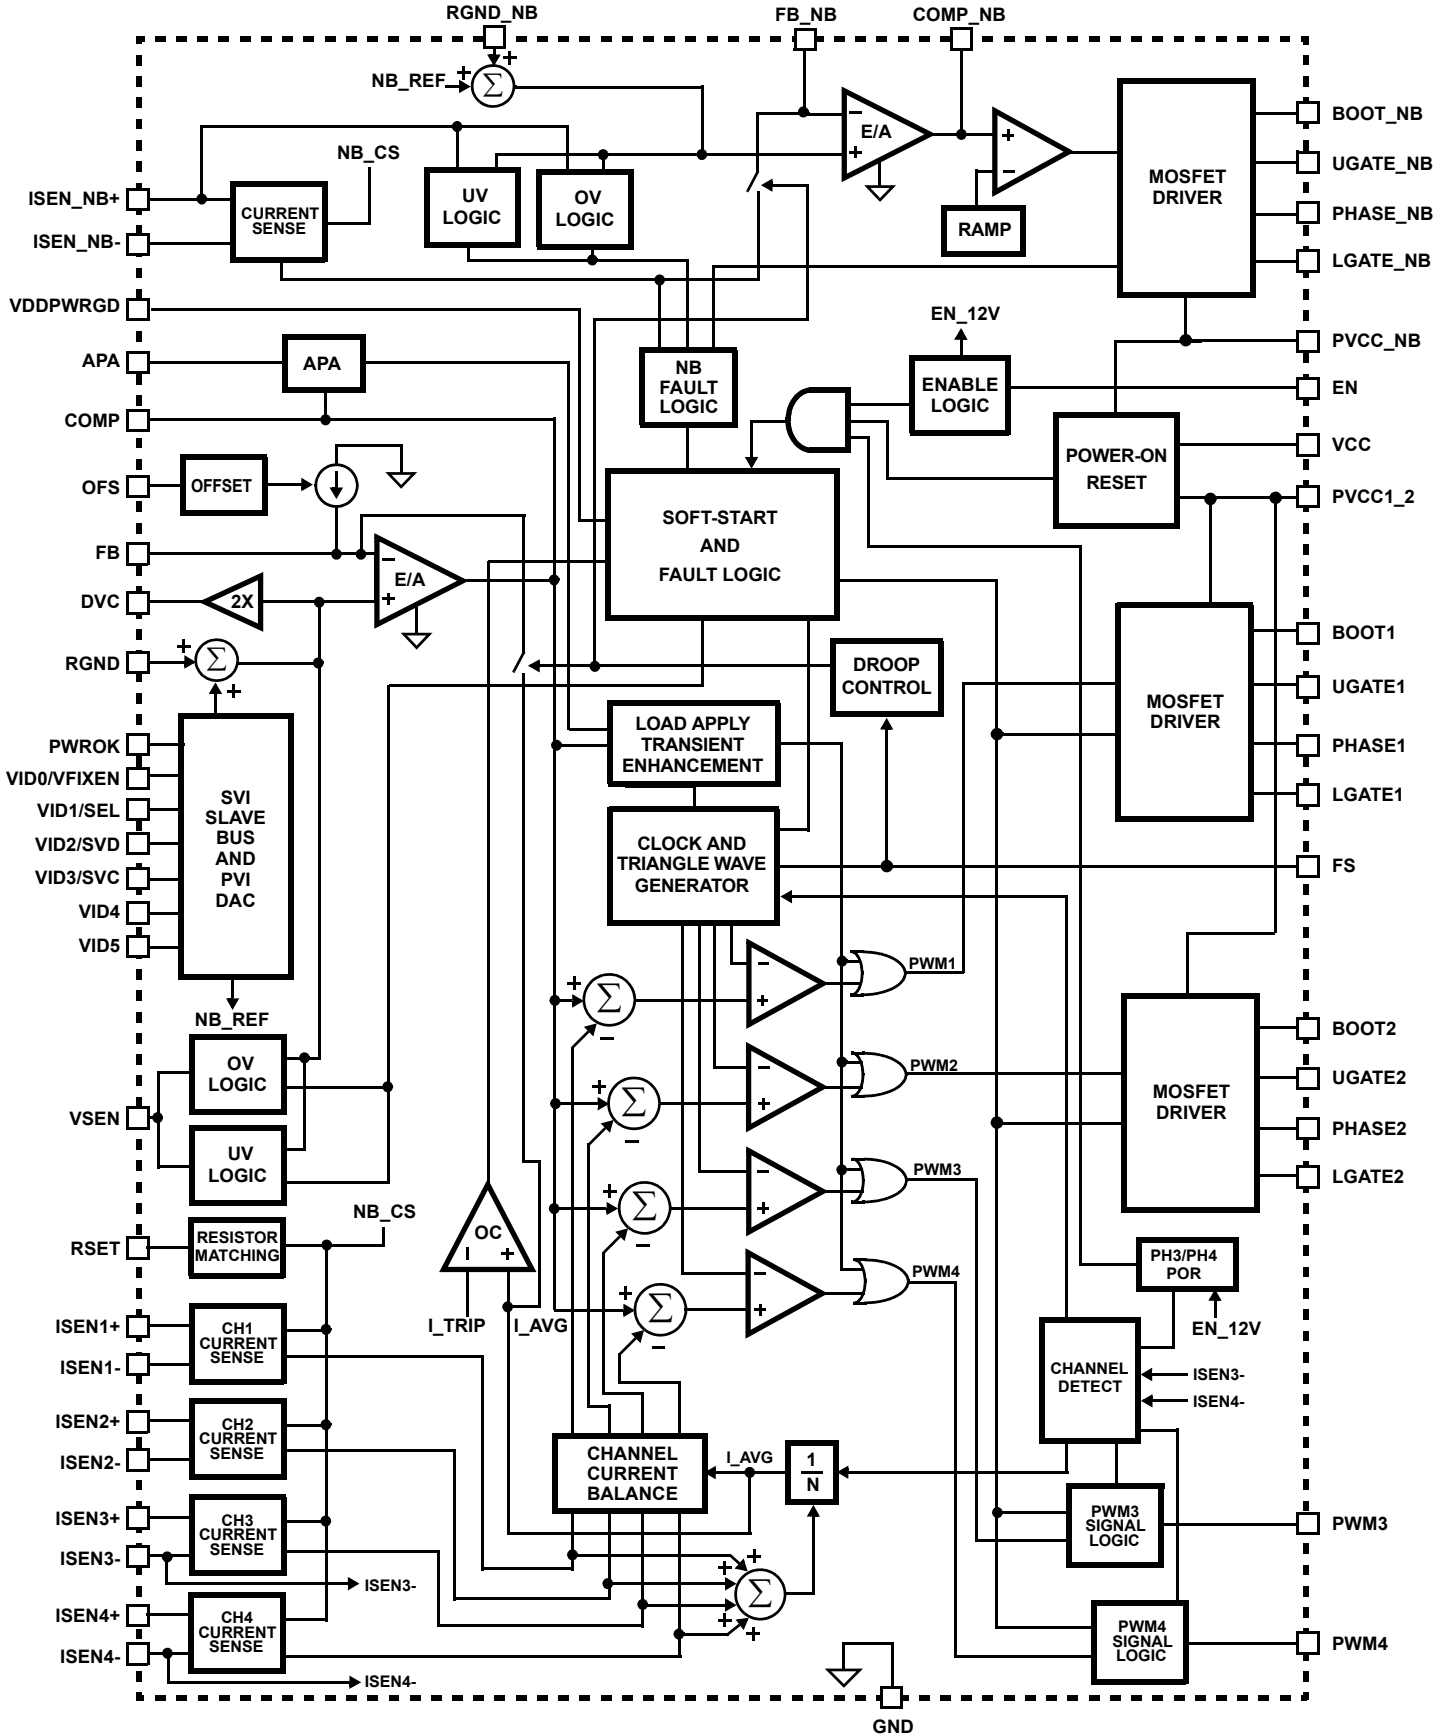 RGND_NB
FB_NB
COMP_NB
NB_REF
+
+
Σ
NB_CS
ISEN_NB+
ISEN_NB-
CURRENT
SENSE
UV
LOGIC
OV
LOGIC
−
E/A
+
+
−
RAMP
MOSFET
DRIVER
BOOT_NB
UGATE_NB
PHASE_NB
LGATE_NB
VDDPWRGD
APA
APA
COMP
NB
FAULT
LOGIC
EN_12V
ENABLE
LOGIC
PVCC_NB
EN
POWER-ON
RESET
VCC
PVCC1_2
OFS
OFFSET
FB
DVC
2X
−
E/A
+
SOFT-START
AND
FAULT LOGIC
RGND
+
Σ
+
DROOP
CONTROL
MOSFET
DRIVER
BOOT1
UGATE1
PHASE1
LGATE1
PWROK
VID0/VFIXEN
VID1/SEL
VID2/SVD
VID3/SVC
VID4
VID5
SVI
SLAVE
BUS
AND
PVI
DAC
NB_REF
LOAD APPLY
TRANSIENT
ENHANCEMENT
CLOCK AND
TRIANGLE WAVE
GENERATOR
FS
+
Σ
−
−
+
PWM1
+
Σ
−
−
+
PWM2
+
Σ
−
−
+
PWM3
+
Σ
−
−
+
PWM4
MOSFET
DRIVER
BOOT2
UGATE2
PHASE2
LGATE2
VSEN
OV
LOGIC
UV
LOGIC
RSET
RESISTOR
MATCHING
NB_CS
OC
−
+
I_TRIP
I_AVG
PH3/PH4
POR
EN_12V
CHANNEL
DETECT
ISEN3-
ISEN4-
ISEN1+
ISEN1-
CH1
CURRENT
SENSE
ISEN2+
ISEN2-
CH2
CURRENT
SENSE
ISEN3+
ISEN3-
CH3
CURRENT
SENSE
ISEN3-
ISEN4+
ISEN4-
CH4
CURRENT
SENSE
ISEN4-
CHANNEL
CURRENT
BALANCE
I_AVG
1
N
+
+
Σ
+
+
PWM3
SIGNAL
LOGIC
PWM3
PWM4
SIGNAL
LOGIC
PWM4
GND